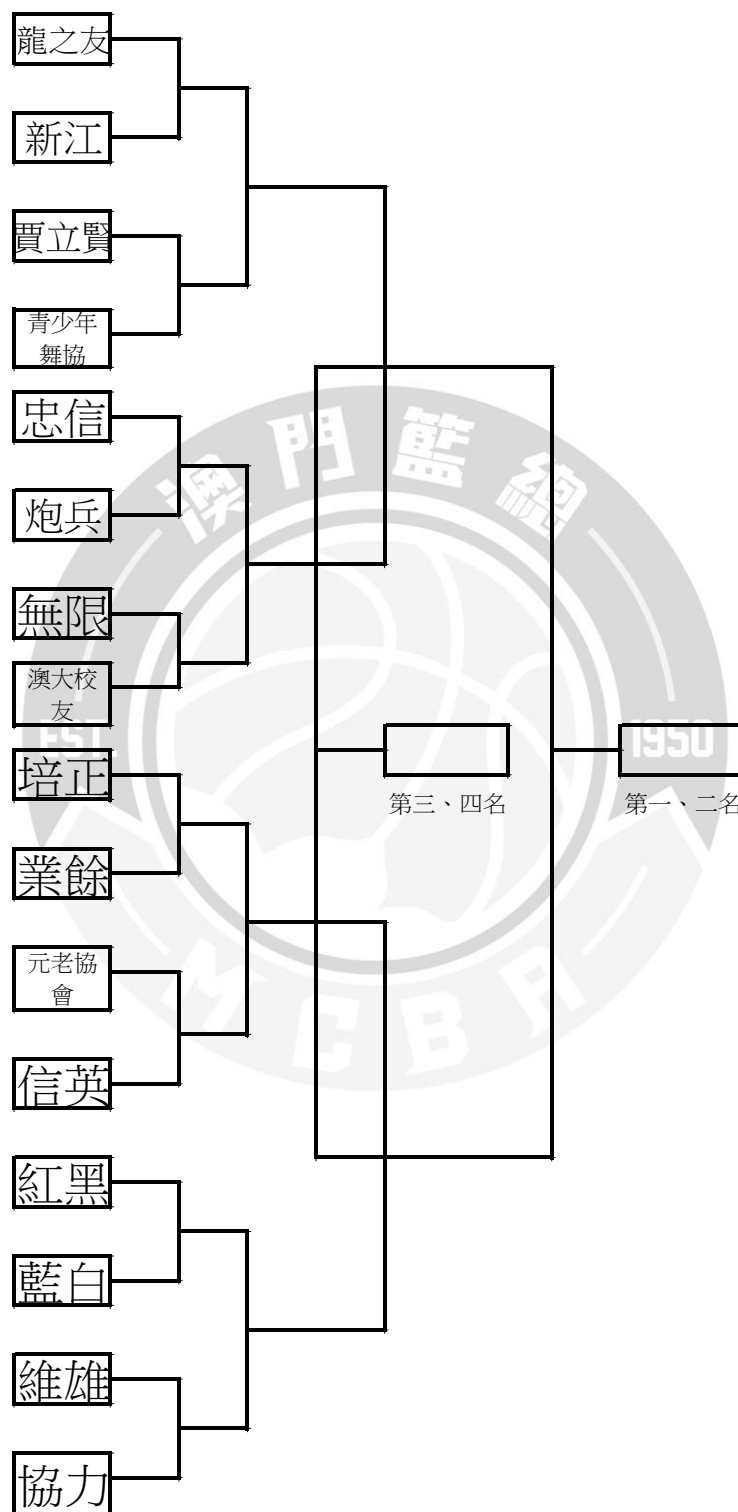 龍之友
新江
賈立賢
青少年
舞協
忠信
炮兵
無限
澳大校
友
培正
業餘
元老協
會
信英
紅黑
藍白
維雄
協力
第三、四名
第一、二名
澳門籃總
EST.
1950
MCBA